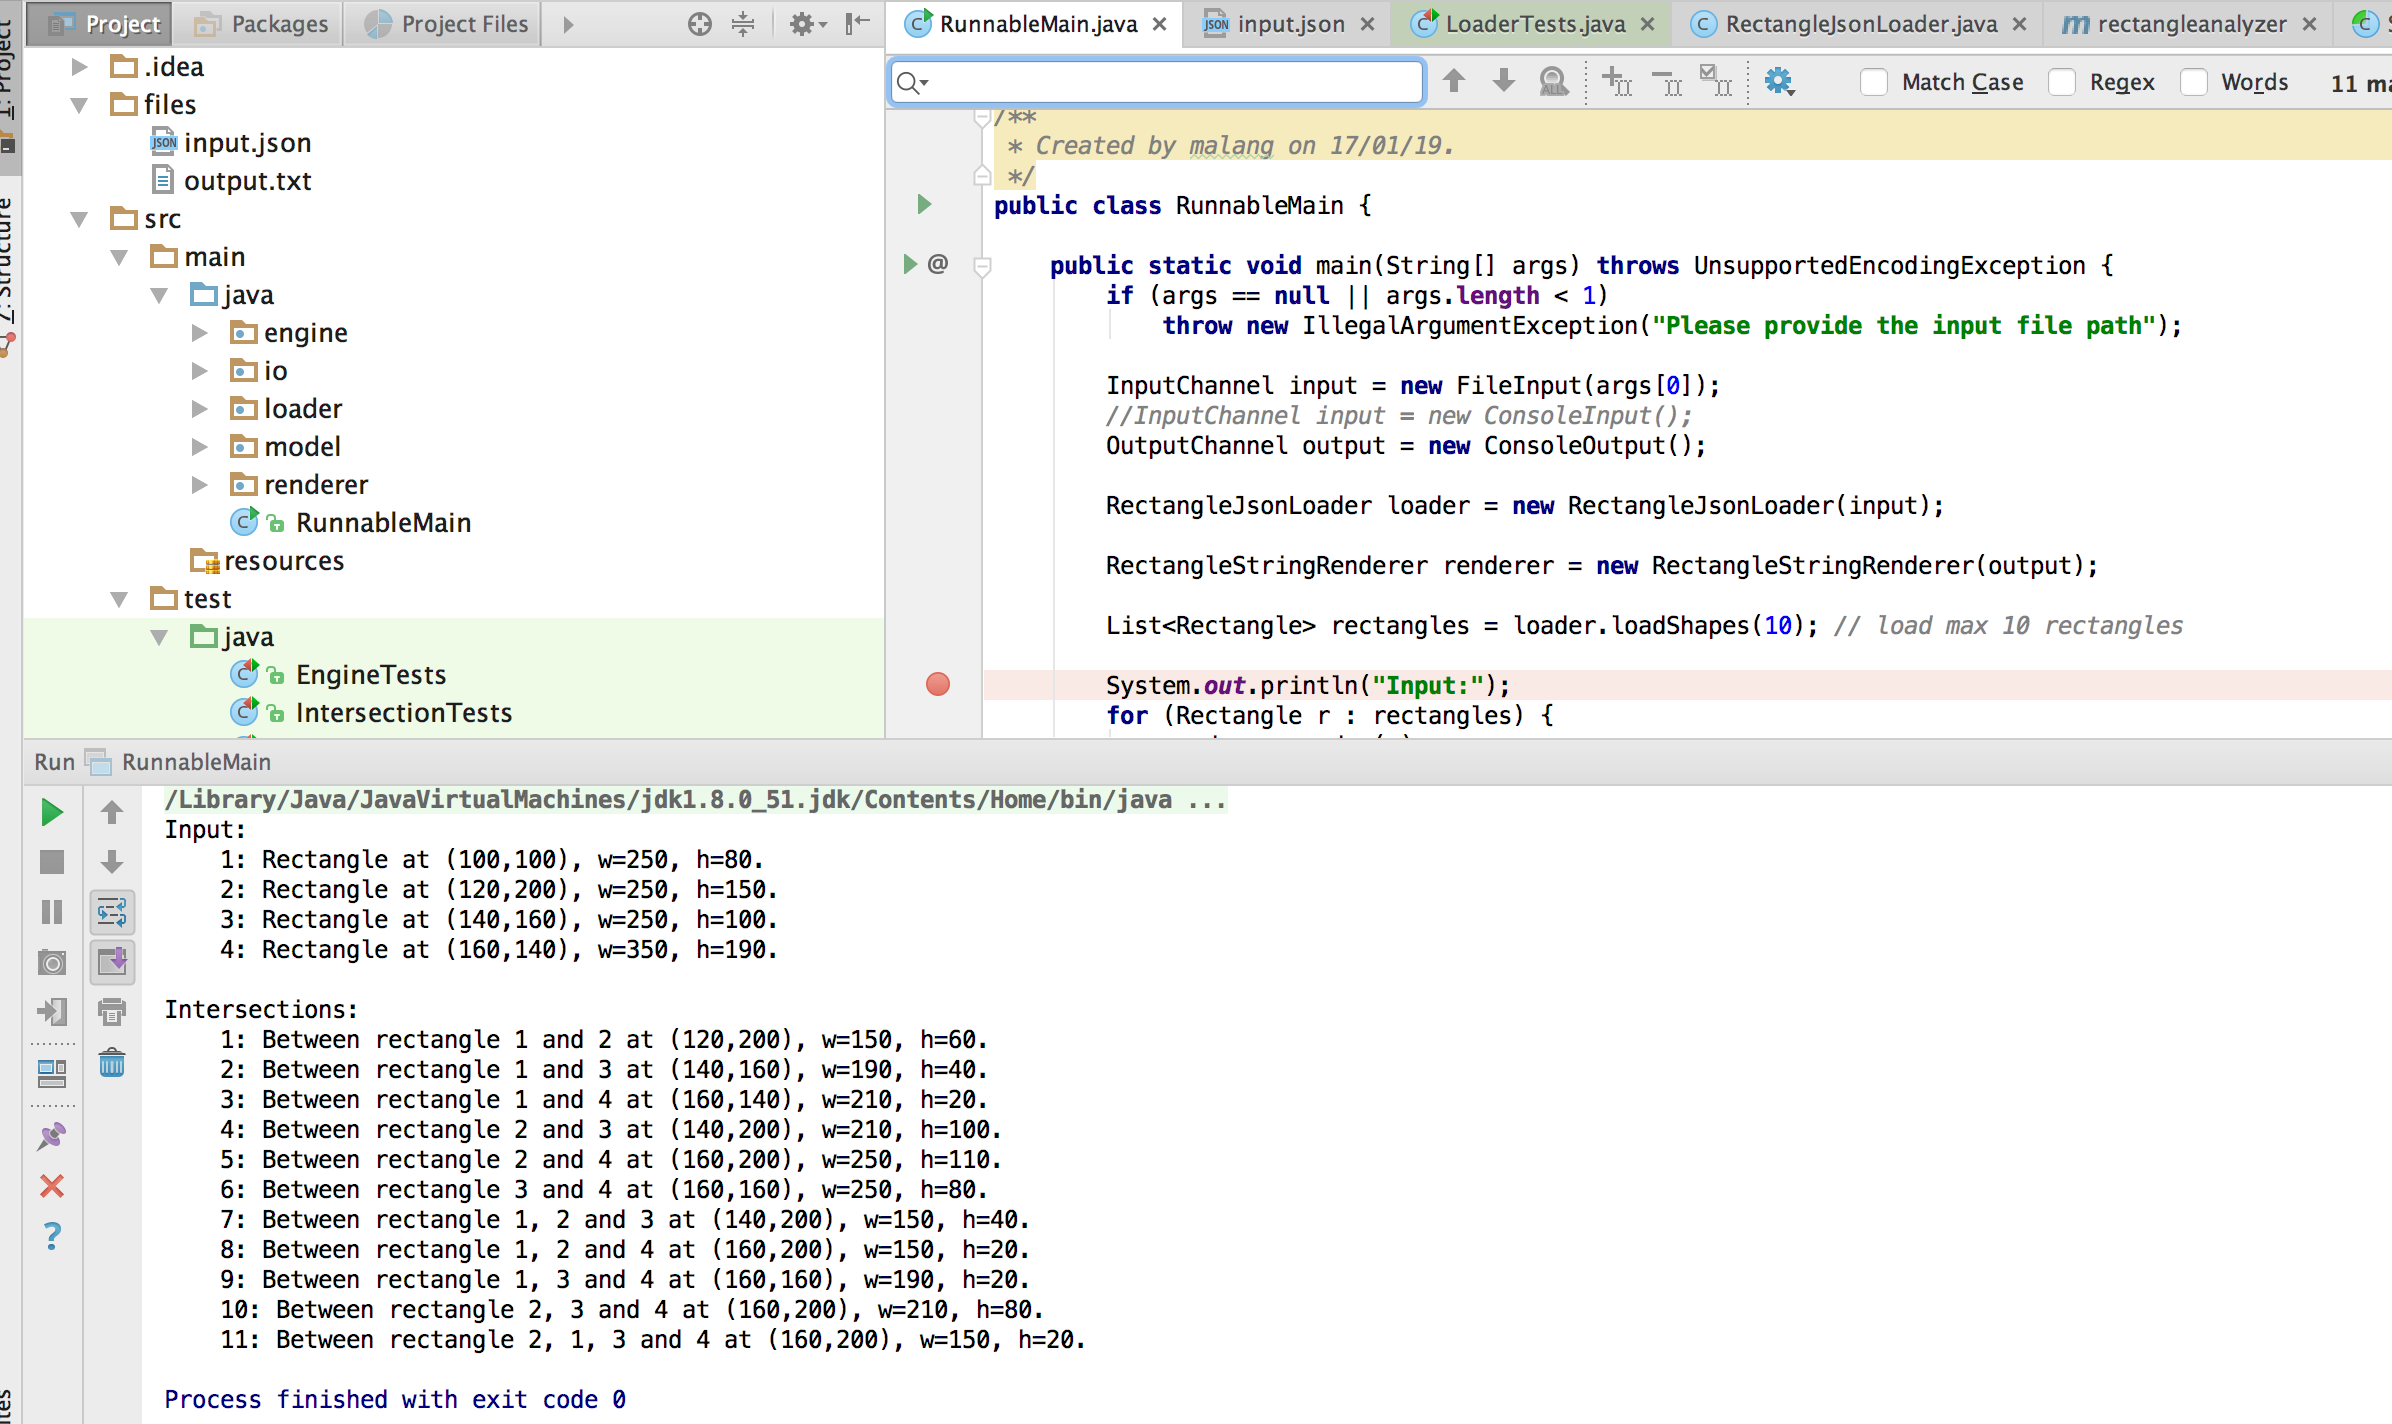 Project Packages Project Files
1: Project
7: Structure
.idea
files
input.json
output.txt
src
main
java
engine
io
loader
model
renderer
RunnableMain
resources
test
java
EngineTests
IntersectionTests
RunnableMain.java input.json LoaderTests.java RectangleJsonLoader.java rectangleanalyzer
Match Case Regex Words 11
/**
* Created by malang on 17/01/19.
*/
public class RunnableMain {
public static void main(String[] args) throws UnsupportedEncodingException {
if (args == null || args.length < 1)
throw new IllegalArgumentException("Please provide the input file path");
InputChannel input = new FileInput(args[0]);
//InputChannel input = new ConsoleInput();
OutputChannel output = new ConsoleOutput();
RectangleJsonLoader loader = new RectangleJsonLoader(input);
RectangleStringRenderer renderer = new RectangleStringRenderer(output);
List<Rectangle> rectangles = loader.loadShapes(10); // load max 10 rectangles
System.out.println("Input:");
for (Rectangle r : rectangles) {
Run RunnableMain
/Library/Java/JavaVirtualMachines/jdk1.8.0_51.jdk/Contents/Home/bin/java ...
Input:
1: Rectangle at (100,100), w=250, h=80.
2: Rectangle at (120,200), w=250, h=150.
3: Rectangle at (140,160), w=250, h=100.
4: Rectangle at (160,140), w=350, h=190.
Intersections:
1: Between rectangle 1 and 2 at (120,200), w=150, h=60.
2: Between rectangle 1 and 3 at (140,160), w=190, h=40.
3: Between rectangle 1 and 4 at (160,140), w=210, h=20.
4: Between rectangle 2 and 3 at (140,200), w=210, h=100.
5: Between rectangle 2 and 4 at (160,200), w=250, h=110.
6: Between rectangle 3 and 4 at (160,160), w=250, h=80.
7: Between rectangle 1, 2 and 3 at (140,200), w=150, h=40.
8: Between rectangle 1, 2 and 4 at (160,200), w=150, h=20.
9: Between rectangle 1, 3 and 4 at (160,160), w=190, h=20.
10: Between rectangle 2, 3 and 4 at (160,200), w=210, h=80.
11: Between rectangle 2, 1, 3 and 4 at (160,200), w=150, h=20.
Process finished with exit code 0